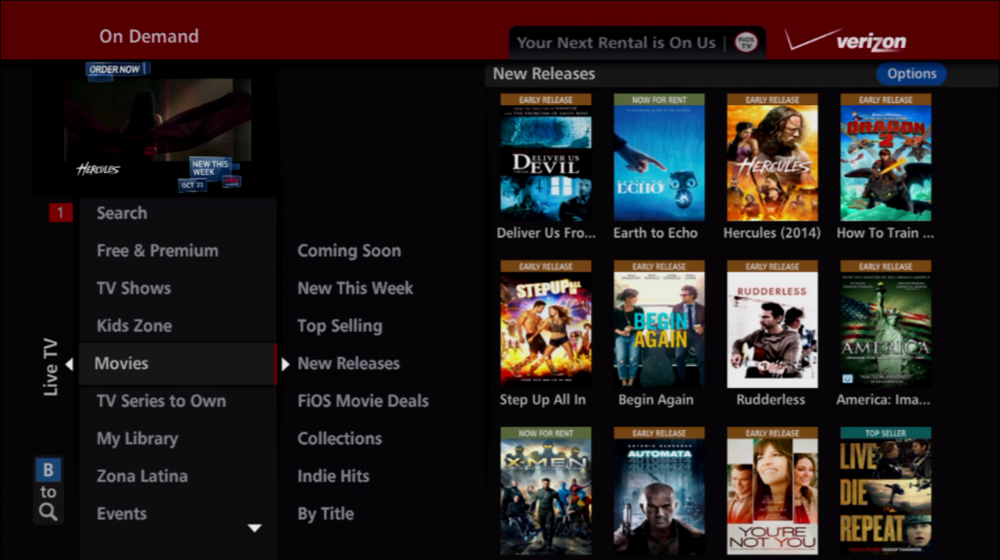 On Demand
Your Next Rental is On Us |
FiOS
TV
verizon
ORDER NOW
HERCULES
NEW THIS
WEEK
OCT 21
1
Search
Free & Premium
TV Shows
Kids Zone
Movies
TV Series to Own
My Library
Zona Latina
Events
Live TV
B
to
Coming Soon
New This Week
Top Selling
New Releases
FiOS Movie Deals
Collections
Indie Hits
By Title
New Releases
Options
EARLY RELEASE
DELIVER US
FROM
EVIL
Deliver Us Fro...
NOW FOR RENT
EARTH TO
ECHO
Earth to Echo
EARLY RELEASE
HERCULES
Hercules (2014)
EARLY RELEASE
DRAGON
2
How To Train ...
EARLY RELEASE
STEP UP ALL IN
Step Up All In
EARLY RELEASE
BEGIN
AGAIN
Begin Again
EARLY RELEASE
RUDDERLESS
Rudderless
EARLY RELEASE
AMERICA
America: Ima...
NOW FOR RENT
X-MEN
EARLY RELEASE
ANTONIO BANDERAS
AUTOMATA
EARLY RELEASE
YOU'RE
NOT YOU
TOP SELLER
LIVE
DIE
REPEAT